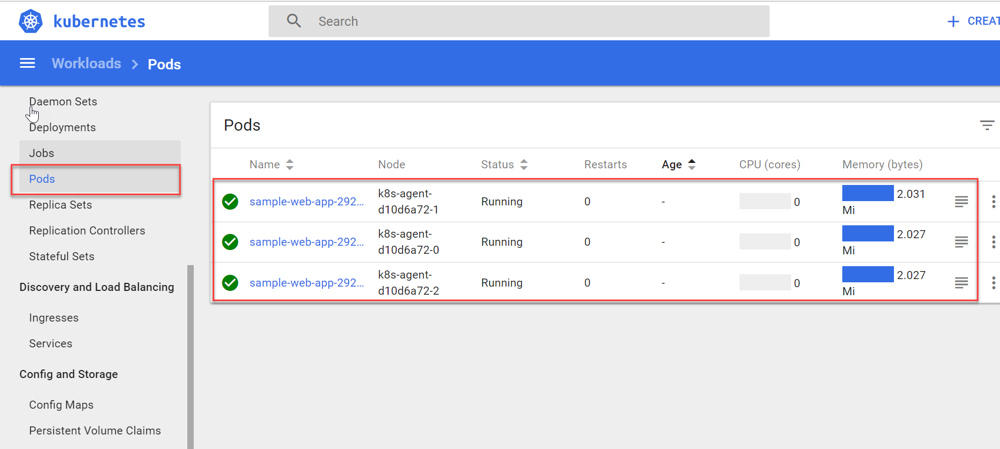 kubernetes
Search
+ CREAT
Workloads > Pods
Daemon Sets
Deployments
Jobs
Pods
Replica Sets
Replication Controllers
Stateful Sets
Discovery and Load Balancing
Ingresses
Services
Config and Storage
Config Maps
Persistent Volume Claims
Pods
Name Node Status Restarts Age CPU (cores) Memory (bytes)
sample-web-app-292... k8s-agent- Running 0 - 0 2.031
d10d6a72-1 Mi
sample-web-app-292... k8s-agent- Running 0 - 0 2.027
d10d6a72-0 Mi
sample-web-app-292... k8s-agent- Running 0 - 0 2.027
d10d6a72-2 Mi